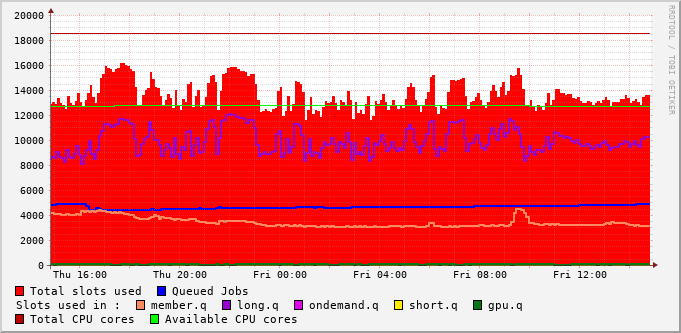 20000
18000
16000
14000
12000
10000
8000
6000
4000
2000
0
Thu 16:00 Thu 20:00 Fri 00:00 Fri 04:00 Fri 08:00 Fri 12:00
Total slots used Queued Jobs
Slots used in : member.q long.q ondemand.q short.q gpu.q
Total CPU cores Available CPU cores
RRDTOOL / TOBI OETIKER